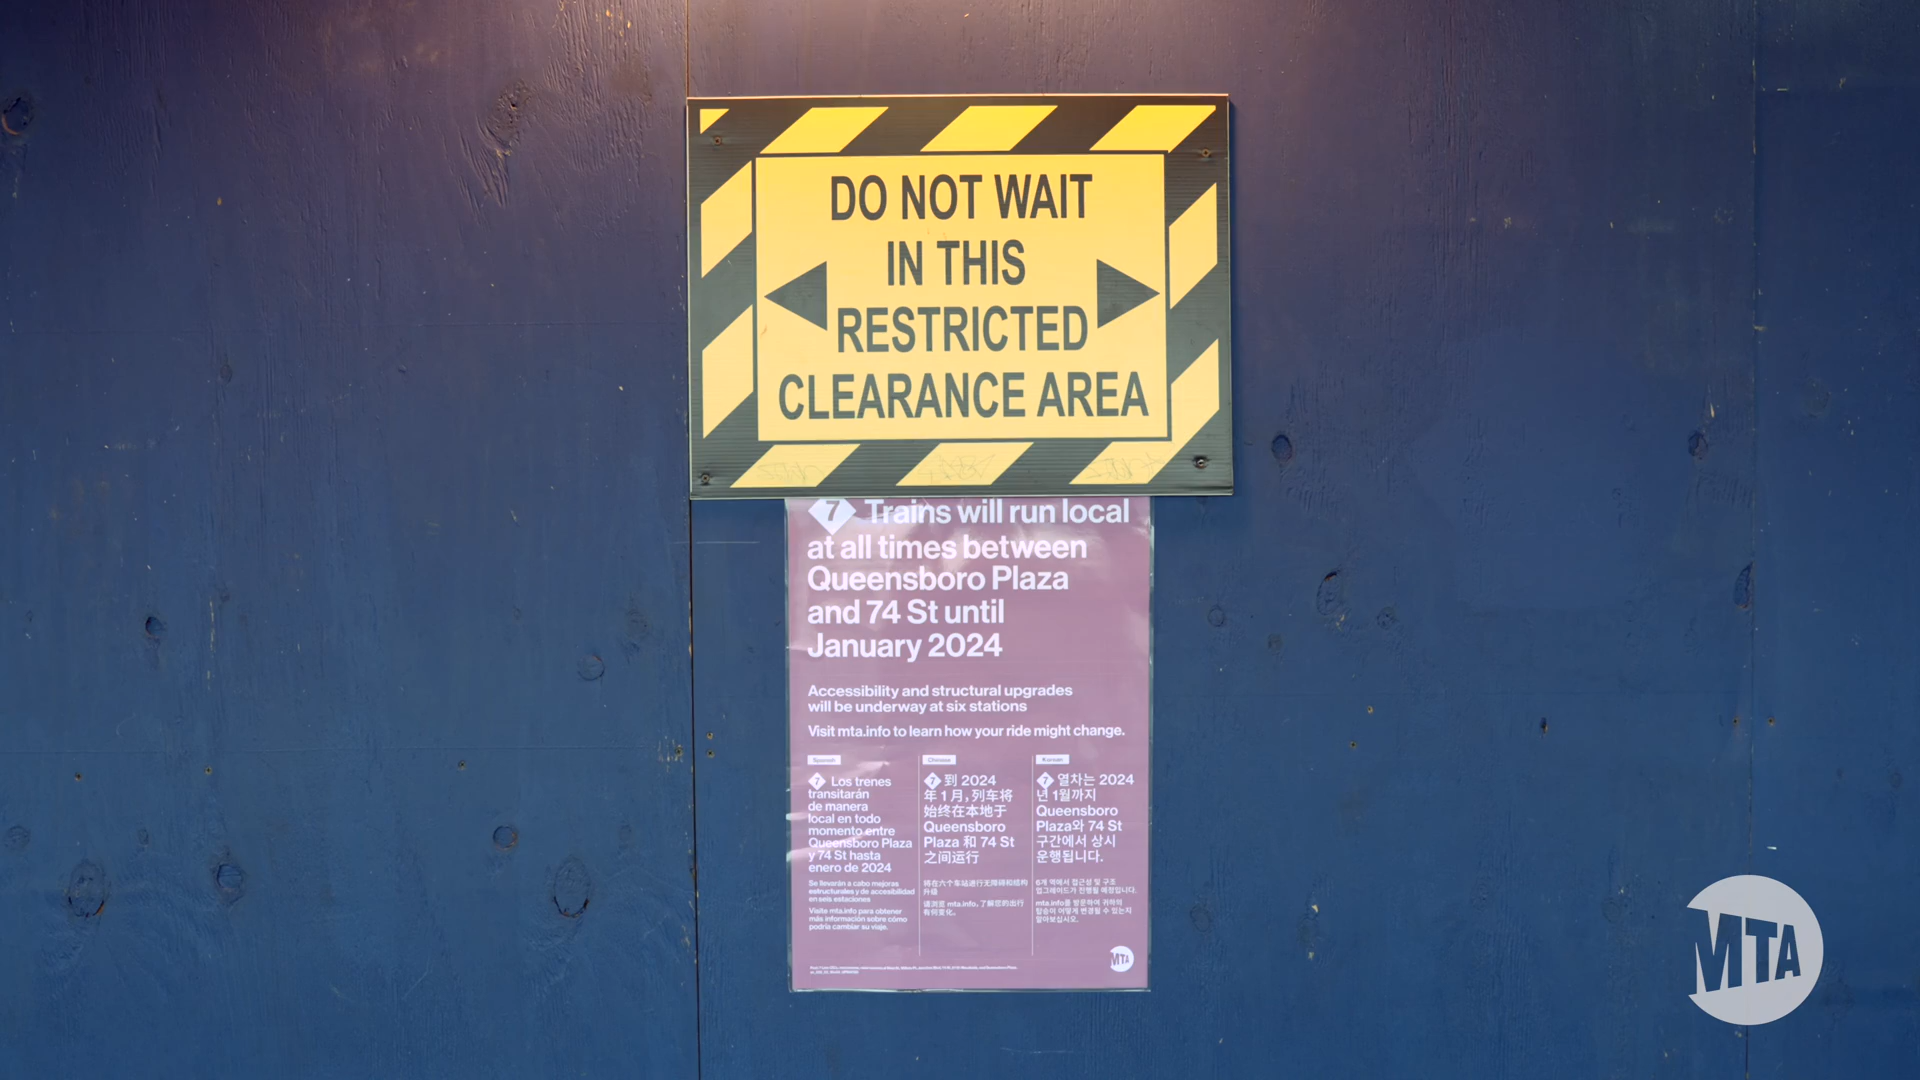 DO NOT WAIT
IN THIS
RESTRICTED
CLEARANCE AREA
7 Trains will run local
at all times between
Queensboro Plaza
and 74 St until
January 2024
Accessibility and structural upgrades
will be underway at six stations
Visit mta.info to learn how your ride might change.
Spanish
7 Los trenes
transitarán
de manera
local en todo
momento entre
Queensboro Plaza
y 74 St hasta
enero de 2024
Se llevarán a cabo mejoras
estructurales y de accesibilidad
en seis estaciones
Visite mta.info para obtener
más información sobre cómo
podría cambiar su viaje.
Chinese
7 到 2024
年 1 月, 列车将
始终在本地于
Queensboro
Plaza 和 74 St
之间运行
将在六个车站进行无障碍和结构
升级
请浏览 mta.info, 了解您的出行
有何变化。
Korean
7 열차는 2024
년 1월까지
Queensboro
Plaza와 74 St
구간에서 상시
운행됩니다.
6개 역에서 접근성 및 구조
업그레이드가 진행될 예정입니다.
mta.info를 방문하여 귀하의
탑승이 어떻게 변경될 수 있는지
알아보십시오.
MTA
MTA